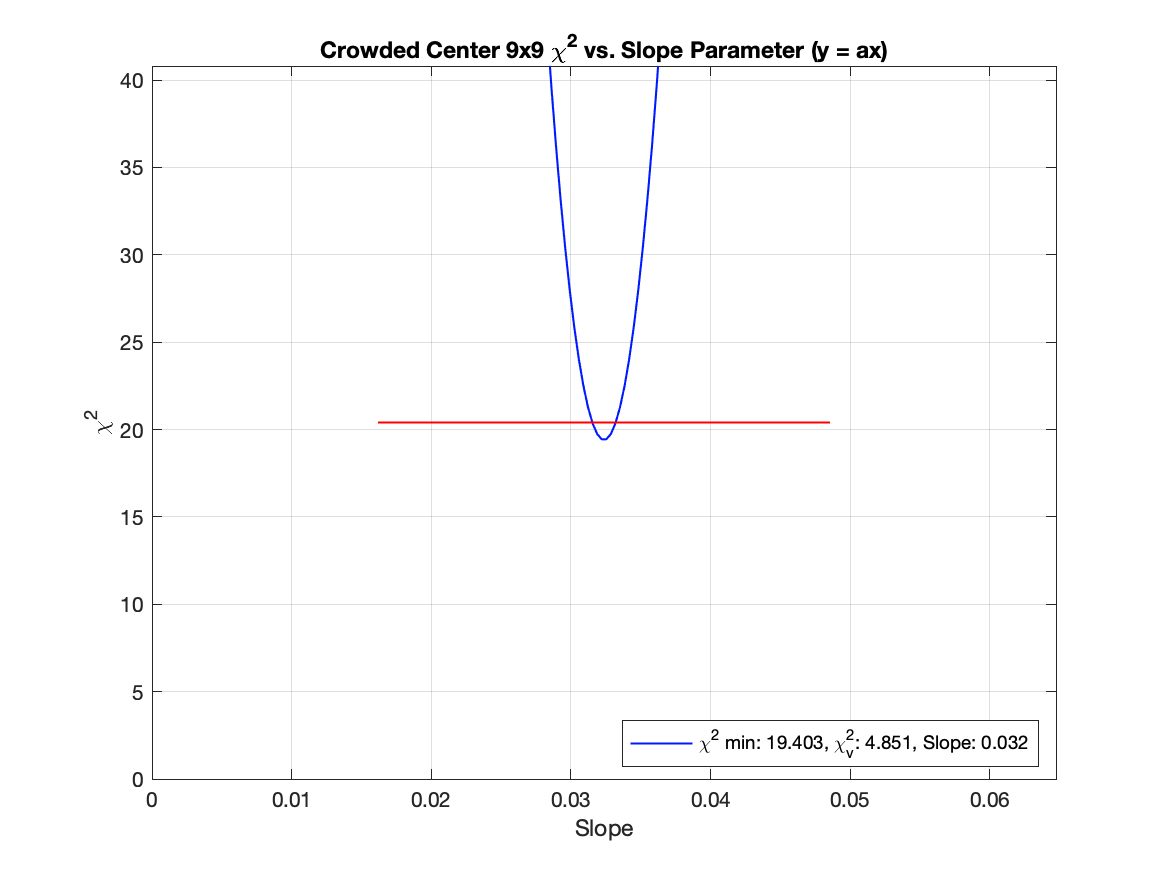 Crowded Center 9x9 χ² vs. Slope Parameter (y = ax)
χ²
40
35
30
25
20
15
10
5
0
0 0.01 0.02 0.03 0.04 0.05 0.06
Slope
χ² min: 19.403, χ²ᵥ: 4.851, Slope: 0.032